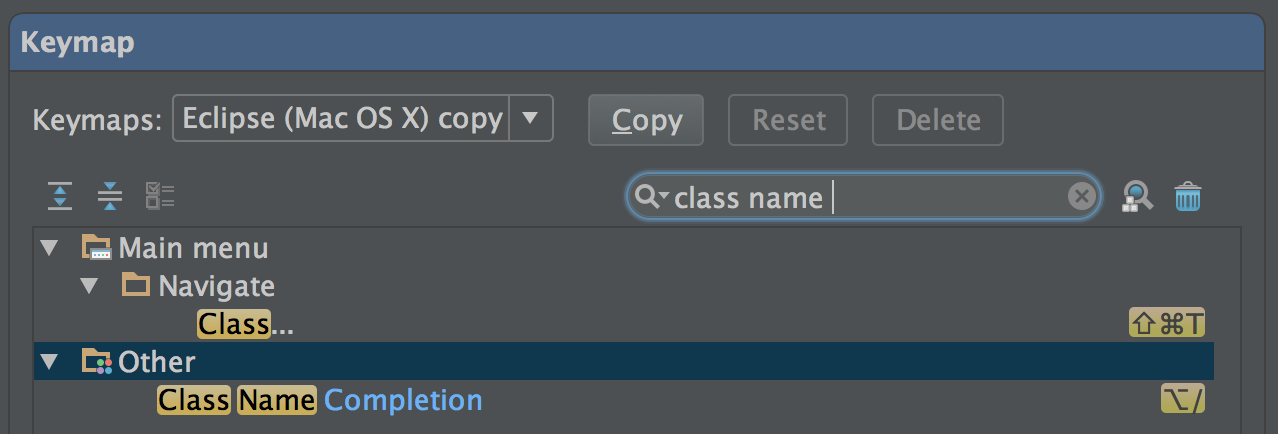 Keymap
Keymaps: Eclipse (Mac OS X) copy Copy Reset Delete
class name
Main menu
Navigate
Class... ⇧⌘T
Other
Class Name Completion ⌥/